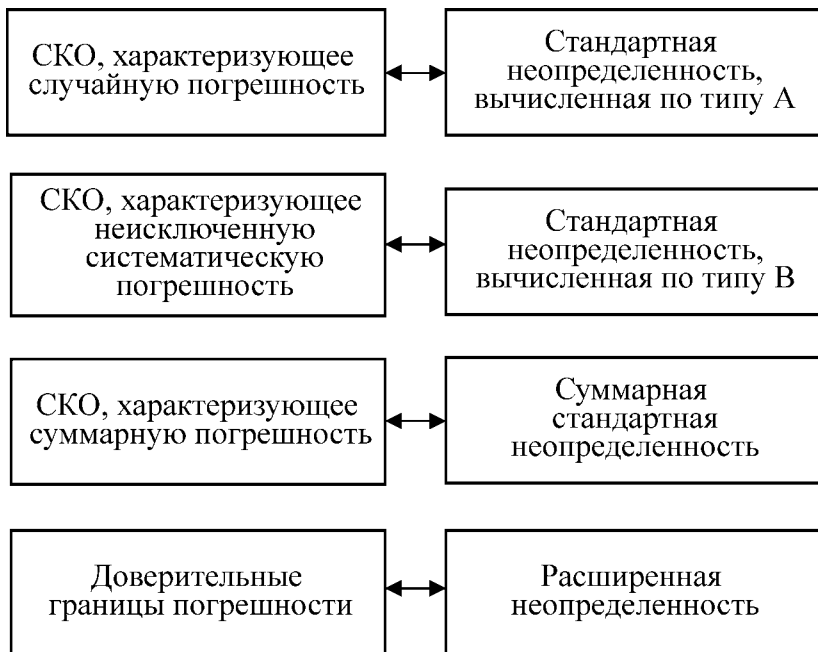 СКО, характеризующее
случайную погрешность
Стандартная
неопределенность,
вычисленная по типу А
СКО, характеризующее
неисключенную
систематическую
погрешность
Стандартная
неопределенность,
вычисленная по типу В
СКО, характеризующее
суммарную погрешность
Суммарная
стандартная
неопределенность
Доверительные
границы погрешности
Расширенная
неопределенность